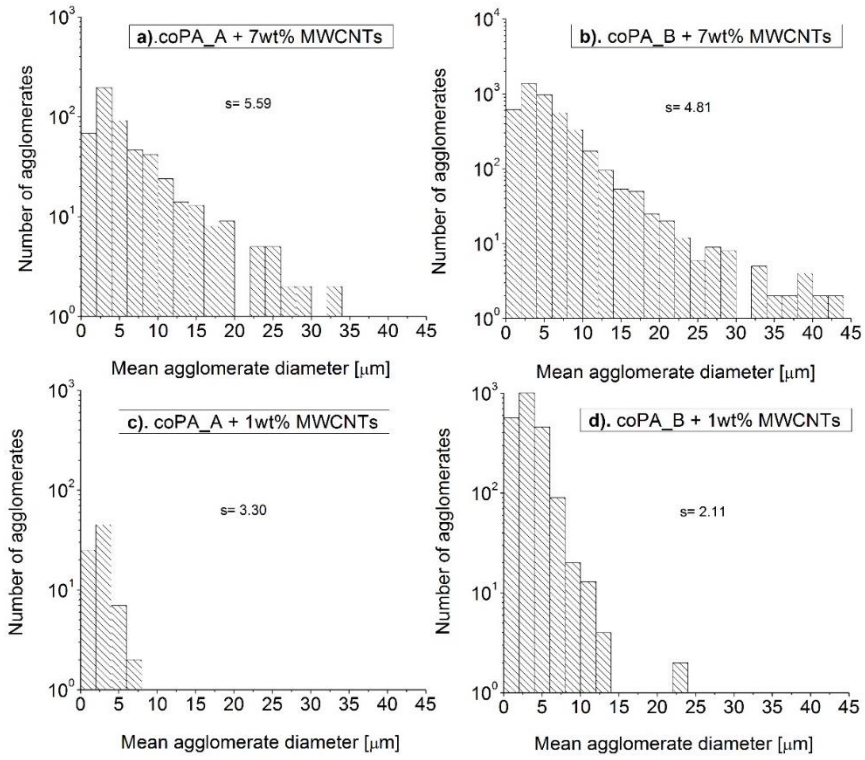 a).coPA_A + 7wt% MWCNTs
s= 5.59
Number of agglomerates
10³
10²
10¹
10⁰
0 5 10 15 20 25 30 35 40 45
Mean agglomerate diameter [μm]
b). coPA_B + 7wt% MWCNTs
s= 4.81
Number of agglomerates
10⁴
10³
10²
10¹
10⁰
0 5 10 15 20 25 30 35 40 45
Mean agglomerate diameter [μm]
c). coPA_A + 1wt% MWCNTs
s= 3.30
Number of agglomerates
10³
10²
10¹
10⁰
0 5 10 15 20 25 30 35 40 45
Mean agglomerate diameter [μm]
d). coPA_B + 1wt% MWCNTs
s= 2.11
Number of agglomerates
10³
10²
10¹
10⁰
0 5 10 15 20 25 30 35 40 45
Mean agglomerate diameter [μm]